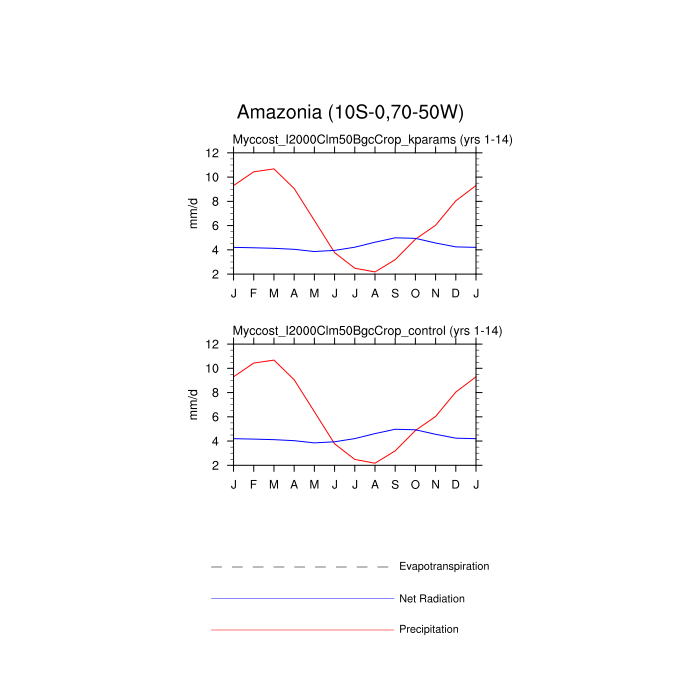 Amazonia (10S-0,70-50W)
Myccost_I2000Clm50BgcCrop_kparams (yrs 1-14)
12
10
8
6
4
2
mm/d
J F M A M J J A S O N D J
Myccost_I2000Clm50BgcCrop_control (yrs 1-14)
12
10
8
6
4
2
mm/d
J F M A M J J A S O N D J
Evapotranspiration
Net Radiation
Precipitation